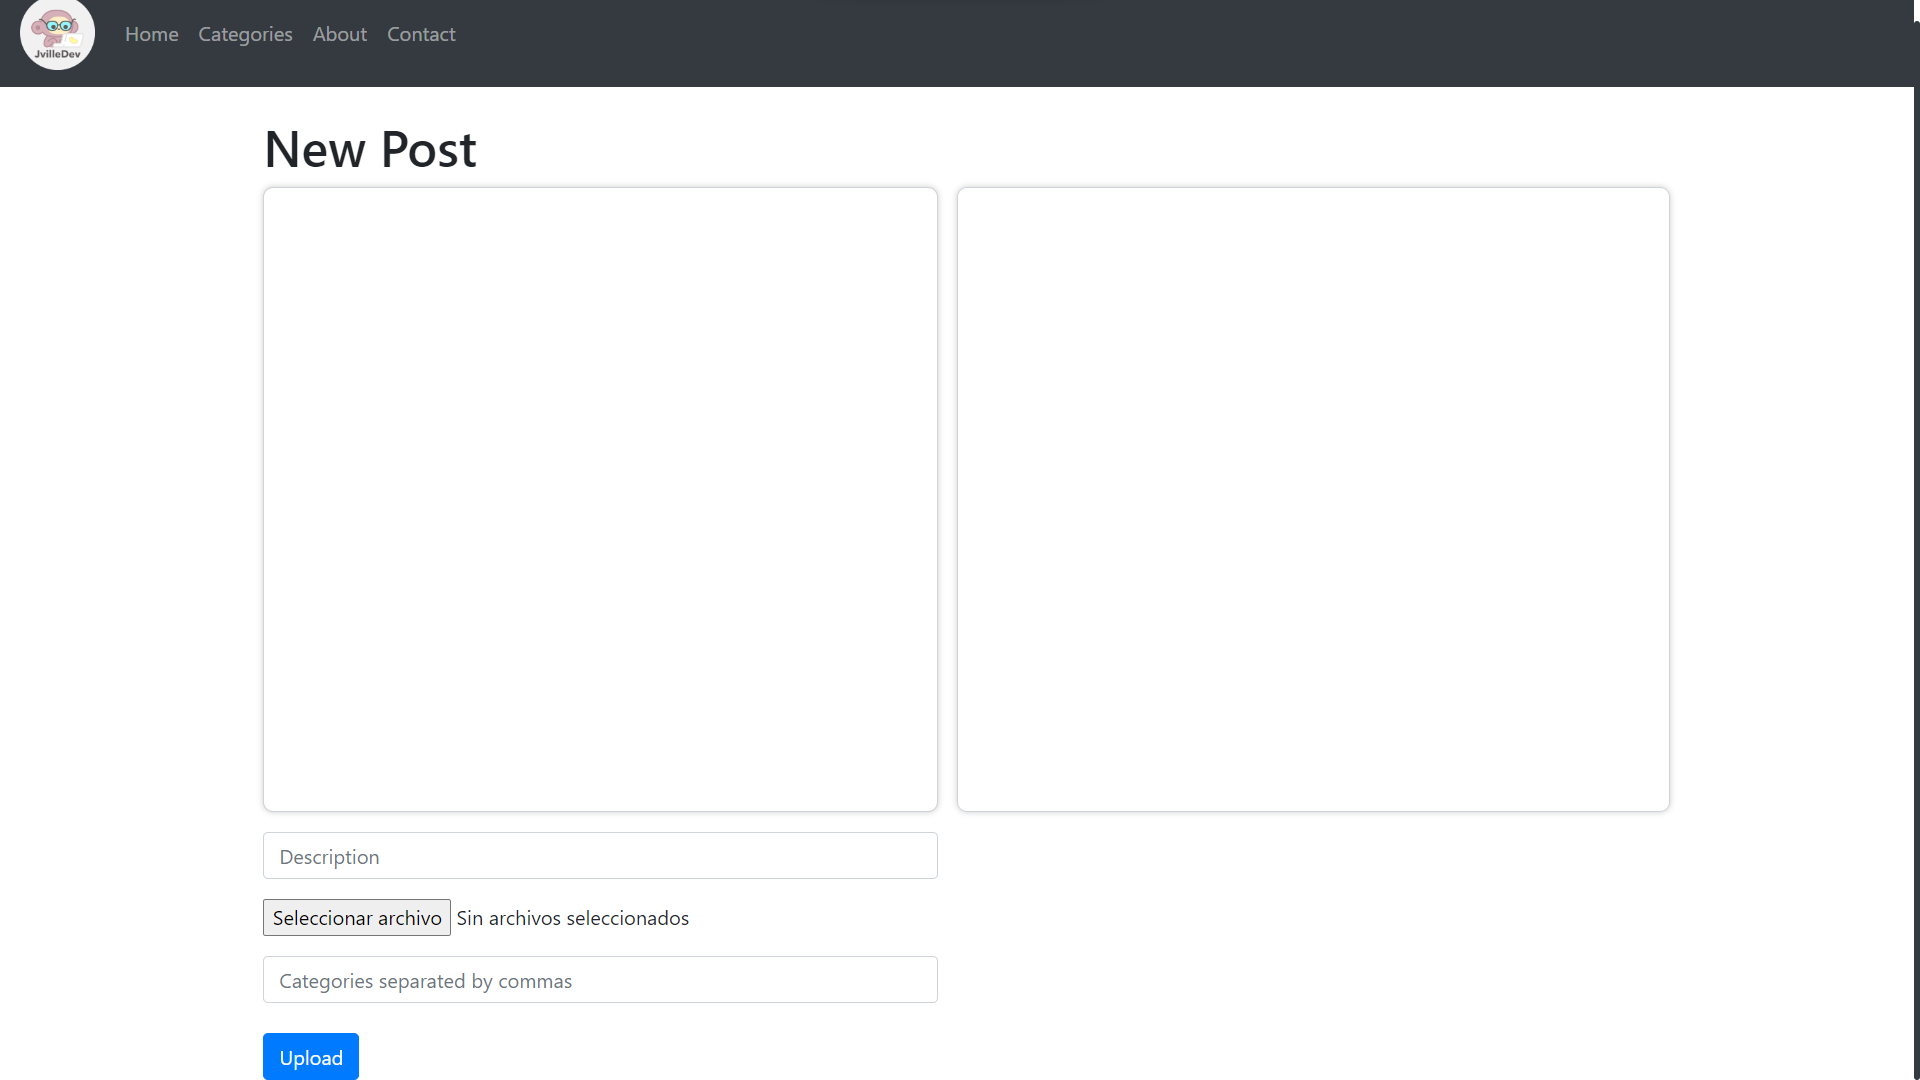 JvilleDev
Home Categories About Contact
New Post
Description
Seleccionar archivo Sin archivos seleccionados
Categories separated by commas
Upload